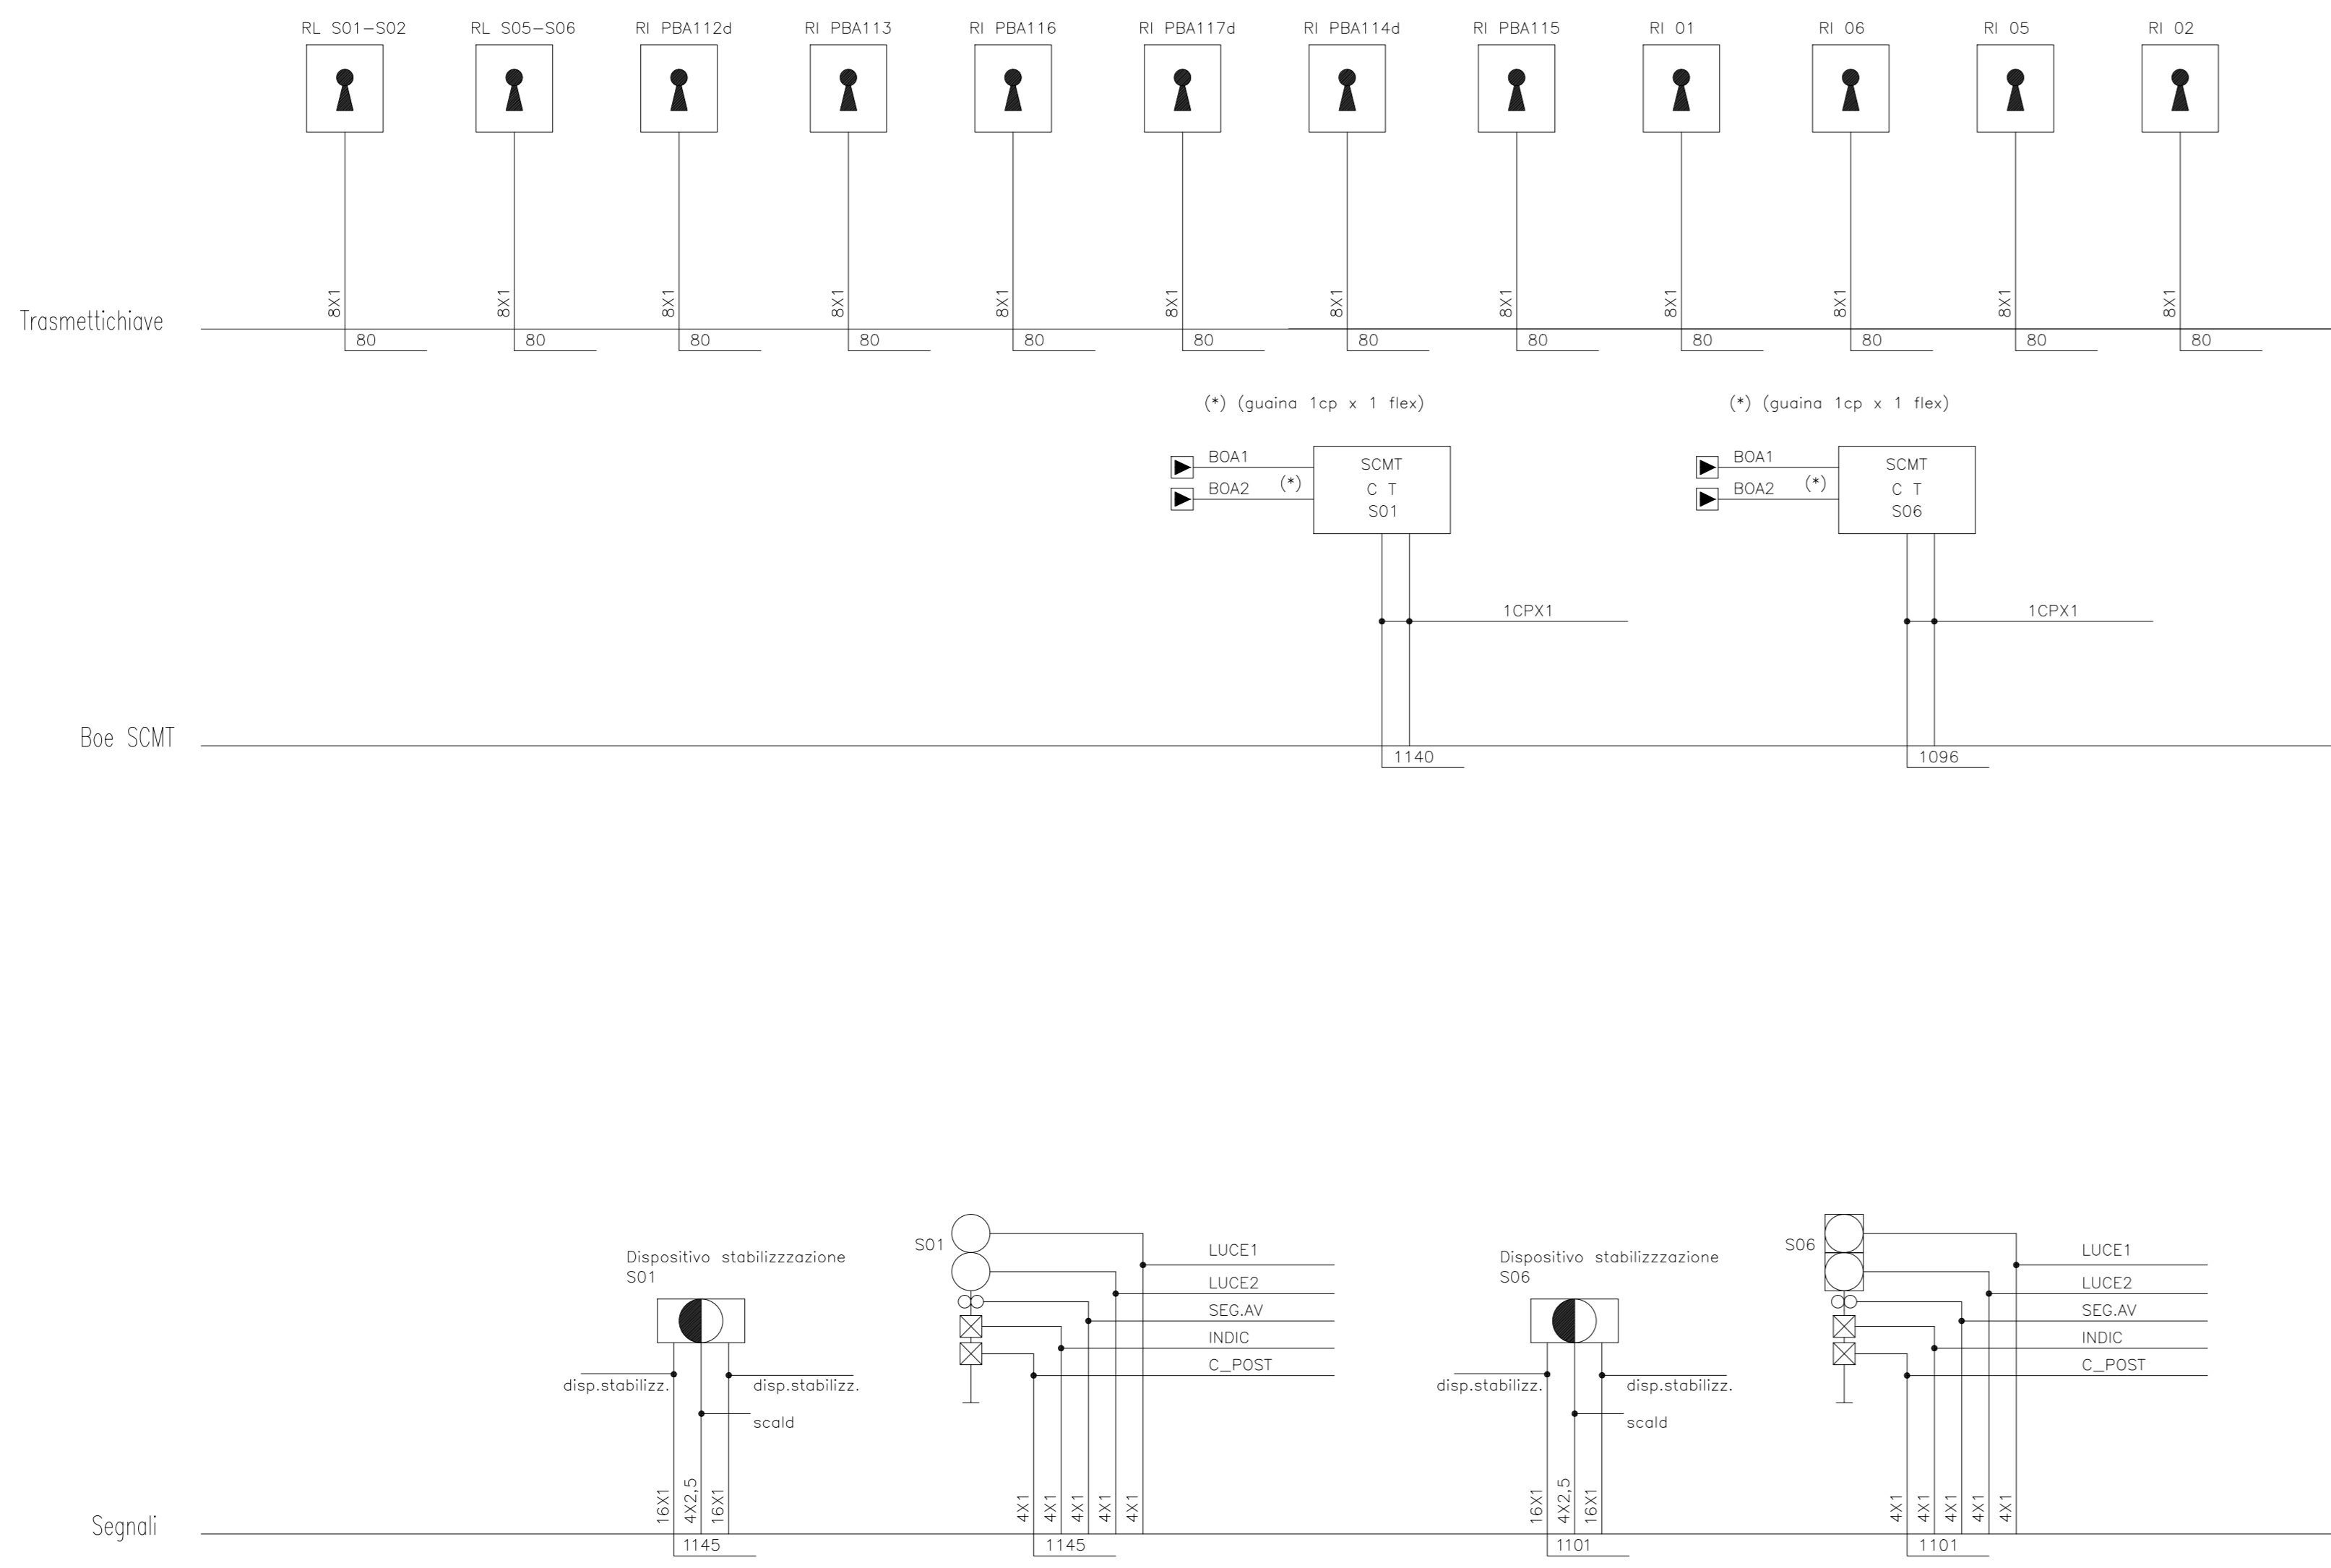 RL S01-S02 RL S05-S06 RI PBA112d RI PBA113 RI PBA116 RI PBA117d RI PBA114d RI PBA115 RI 01 RI 06 RI 05 RI 02
8X1 8X1 8X1 8X1 8X1 8X1 8X1 8X1 8X1 8X1 8X1 8X1
Trasmettichiave
80 80 80 80 80 80 80 80 80 80 80 80
(*) (guaina 1cp x 1 flex) (*) (guaina 1cp x 1 flex)
BOA1 SCMT BOA1 SCMT
BOA2 (*) C T BOA2 (*) C T
S01 S06
1CPX1 1CPX1
Boe SCMT
1140 1096
Dispositivo stabilizzzazione
S01
disp.stabilizz. disp.stabilizz.
scald
16X1 4X2,5 16X1
S01
LUCE1
LUCE2
SEG.AV
INDIC
C_POST
4X1 4X1 4X1 4X1 4X1
Dispositivo stabilizzzazione
S06
disp.stabilizz. disp.stabilizz.
scald
16X1 4X2,5 16X1
S06
LUCE1
LUCE2
SEG.AV
INDIC
C_POST
4X1 4X1 4X1 4X1 4X1
Segnali
1145 1145 1101 1101